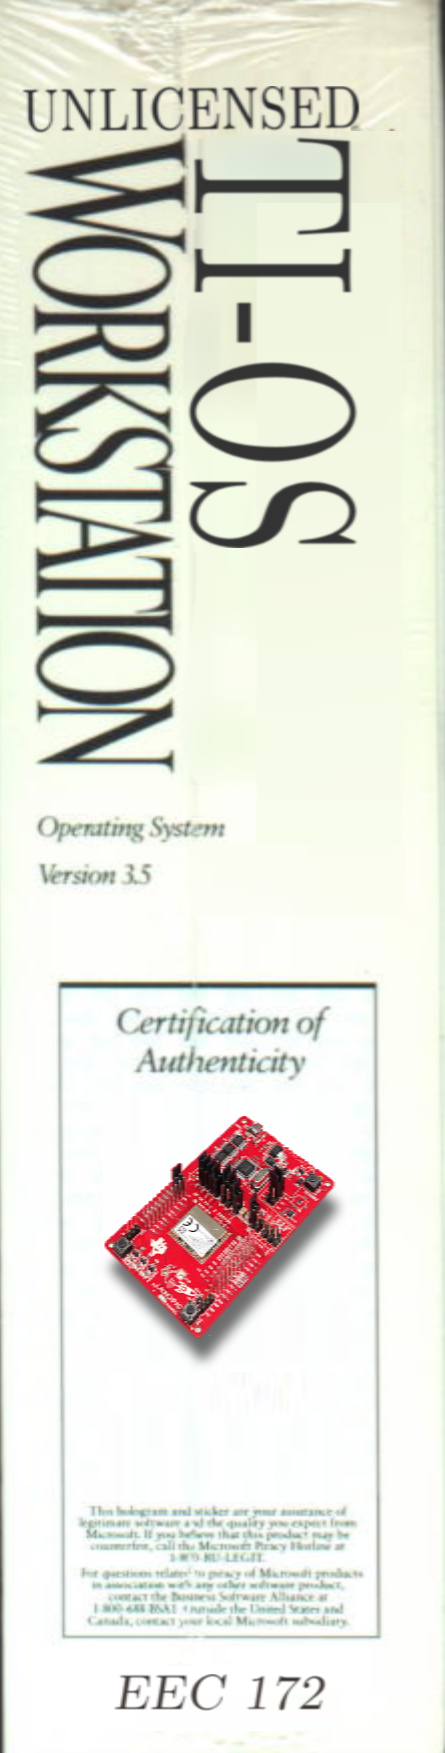 UNLICENSED
TI-OS
WORKSTATION
Operating System
Version 3.5
Certification of
Authenticity
This hologram and sticker are your assurance of
legitimate software and the quality you expect from
Microsoft. If you believe that this product may be
counterfeit, call the Microsoft Piracy Hotline at
1-800-RU-LEGIT.
For questions related to piracy of Microsoft products
in association with any other software product,
contact the Business Software Alliance at
1-800-688-BSA1 outside the United States and
Canada, contact your local Microsoft subsidiary.
EEC 172